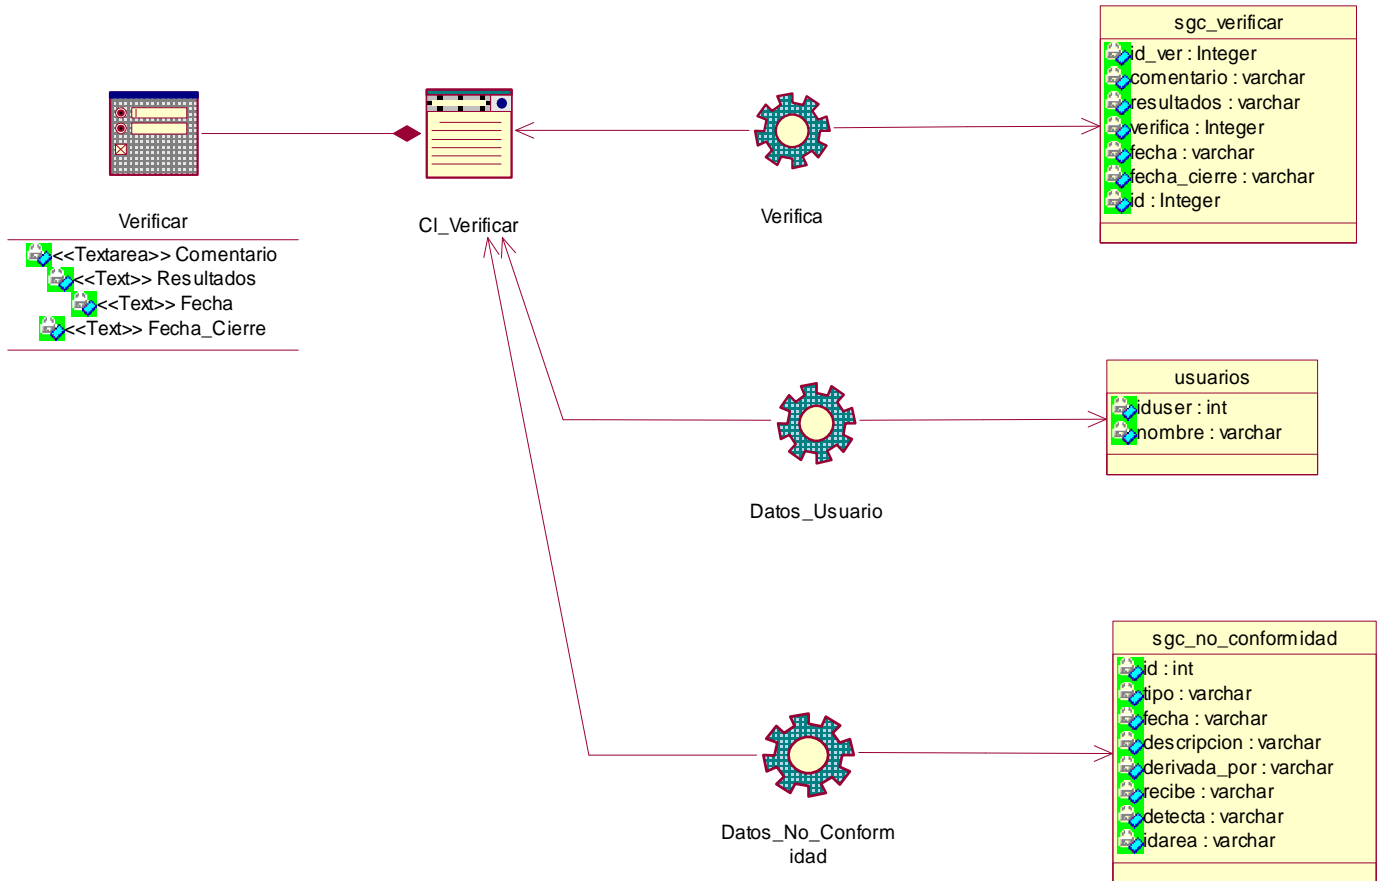 Verificar
<<Textarea>> Comentario
<<Text>> Resultados
<<Text>> Fecha
<<Text>> Fecha_Cierre
Cl_Verificar
Verifica
sgc_verificar
id_ver : Integer
comentario : varchar
resultados : varchar
verifica : Integer
fecha : varchar
fecha_cierre : varchar
id : Integer
Datos_Usuario
usuarios
iduser : int
nombre : varchar
Datos_No_Conform
idad
sgc_no_conformidad
id : int
tipo : varchar
fecha : varchar
descripcion : varchar
derivada_por : varchar
recibe : varchar
detecta : varchar
idarea : varchar